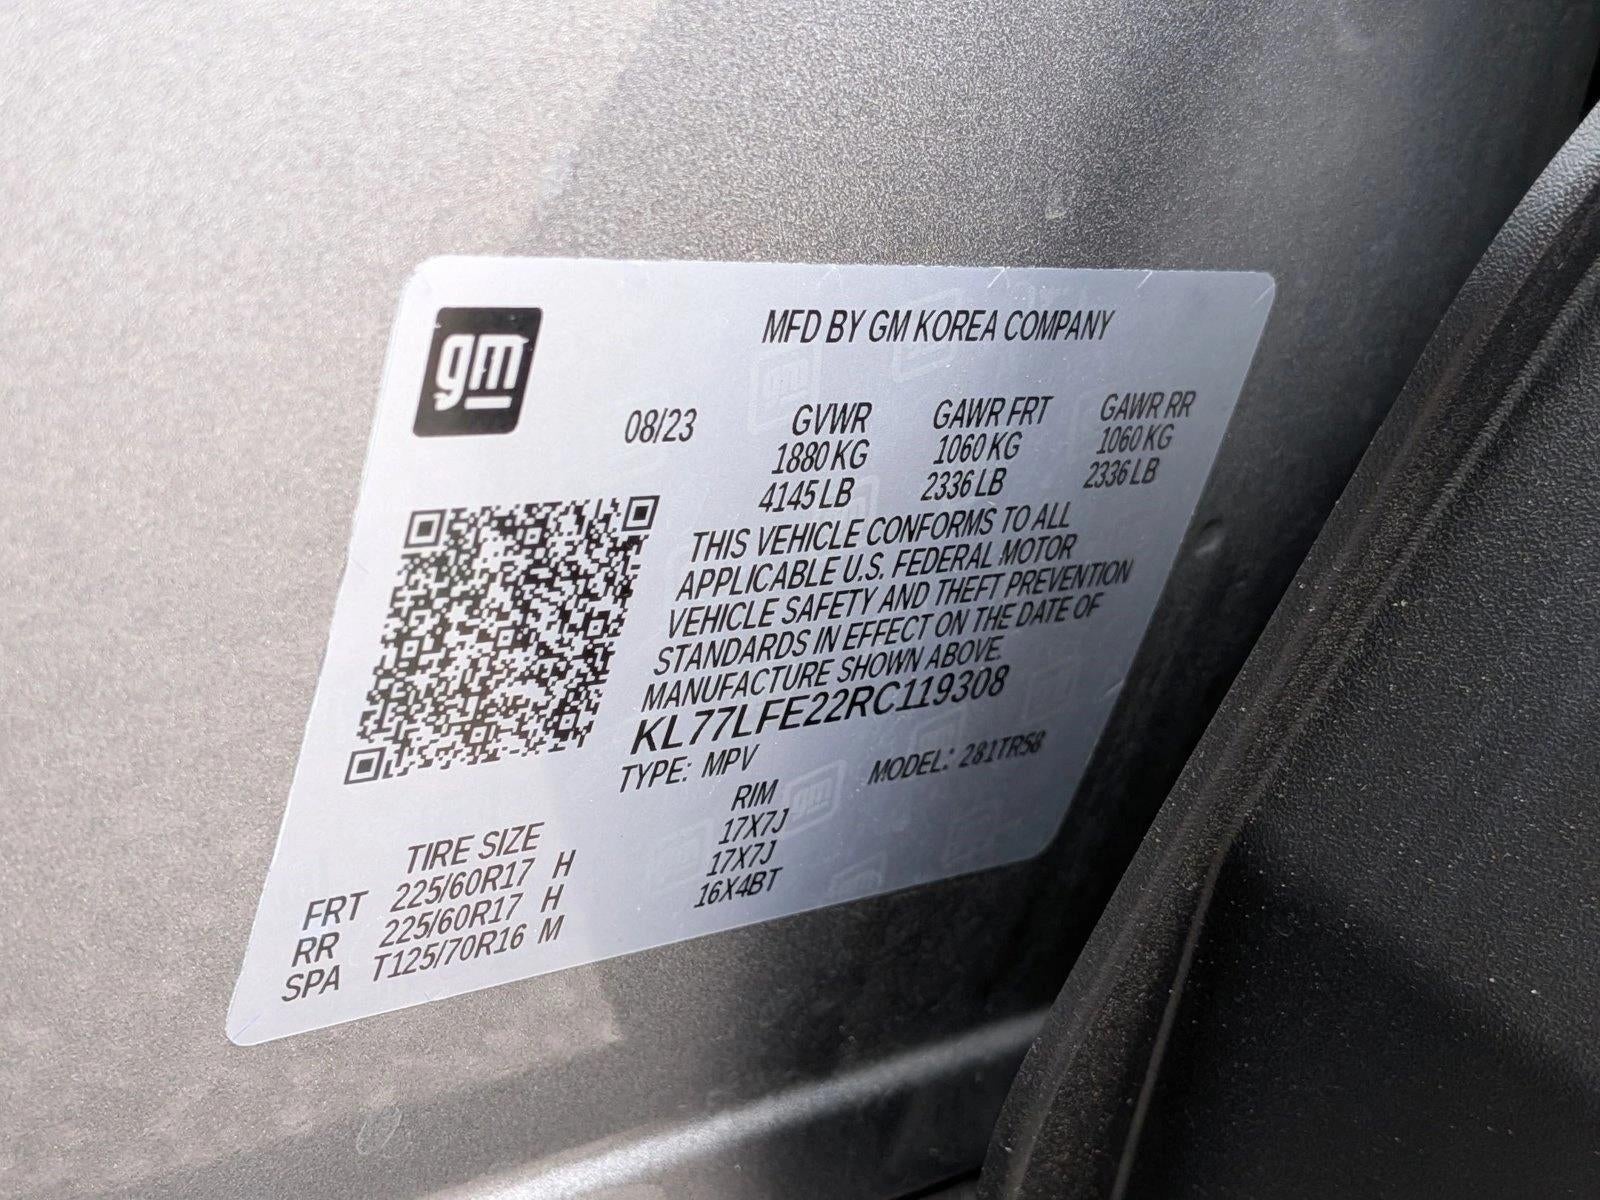 gm
MFD BY GM KOREA COMPANY
08/23 GVWR GAWR FRT GAWR RR
1880 KG 1060 KG 1060 KG
4145 LB 2336 LB 2336 LB
THIS VEHICLE CONFORMS TO ALL
APPLICABLE U.S. FEDERAL MOTOR
VEHICLE SAFETY AND THEFT PREVENTION
STANDARDS IN EFFECT ON THE DATE OF
MANUFACTURE SHOWN ABOVE.
KL77LFE22RC119308
TYPE: MPV MODEL: 281TR58
TIRE SIZE RIM
FRT 225/60R17 H 17X7J
RR 225/60R17 H 17X7J
SPA T125/70R16 M 16X4BT